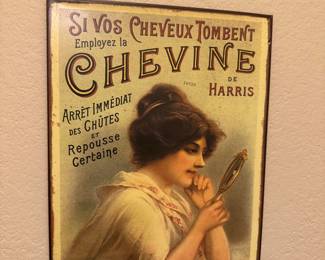 SI VOS CHEVEUX TOMBENT
Employez la
CHEVINE
DE
HARRIS
ARRÊT IMMÉDIAT
DES CHÛTES
ET
Repousse
Certaine